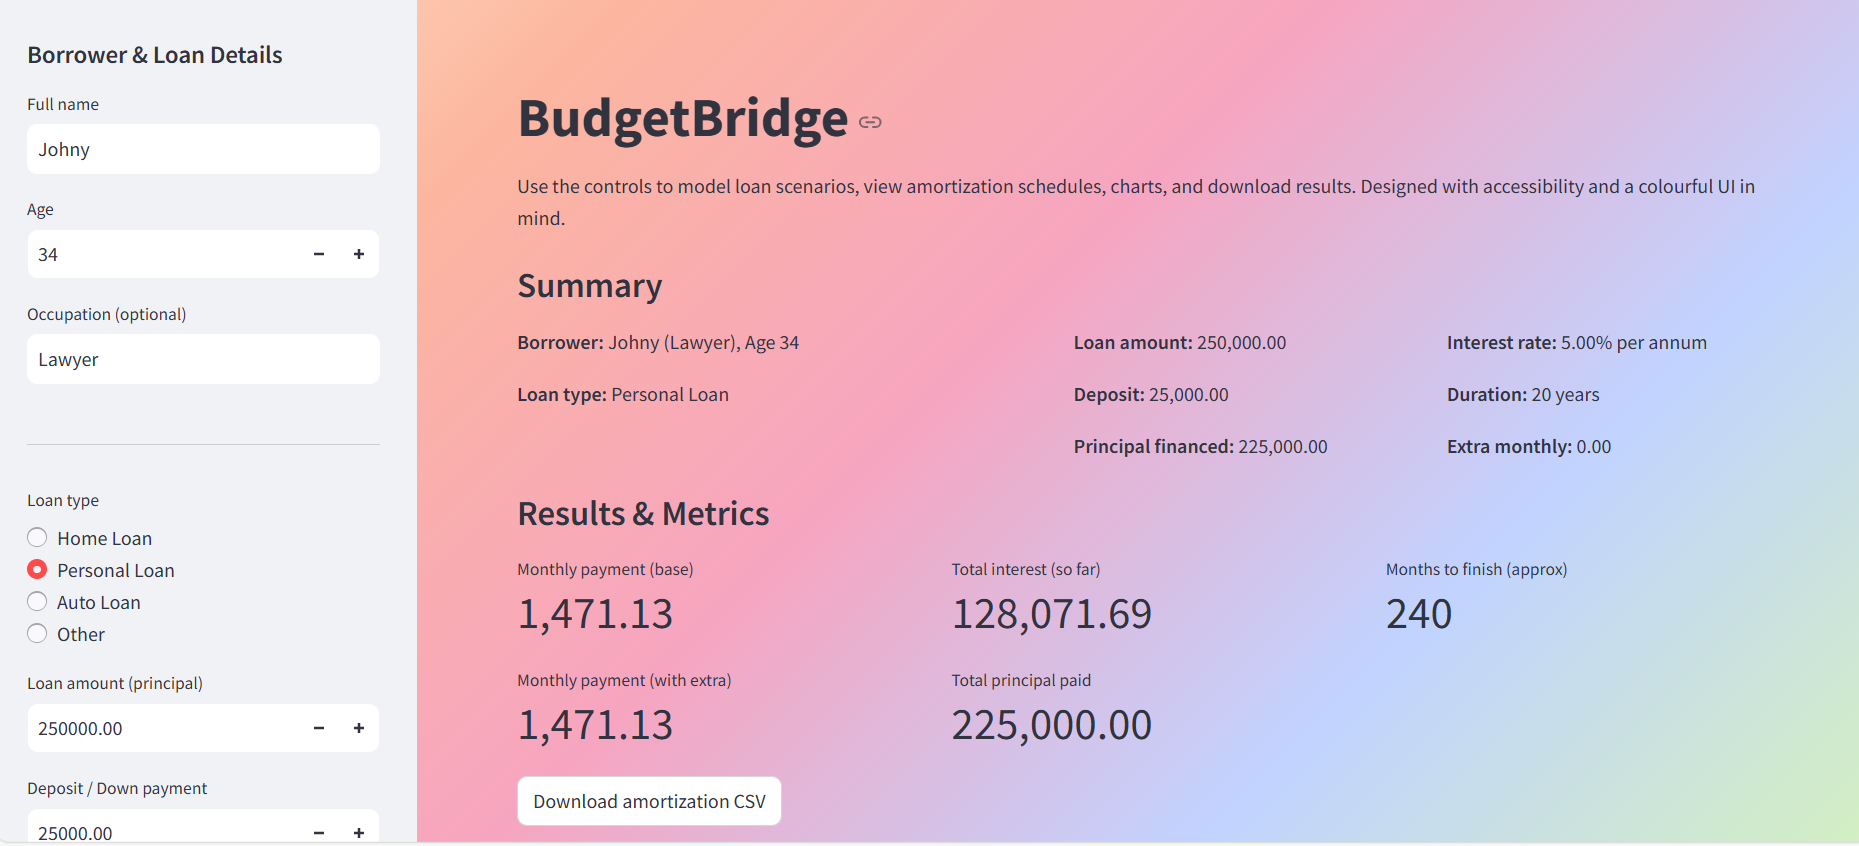 Borrower & Loan Details
Full name
Johny
Age
34
Occupation (optional)
Lawyer
Loan type
Home Loan
Personal Loan
Auto Loan
Other
Loan amount (principal)
250000.00
Deposit / Down payment
25000.00
BudgetBridge
Use the controls to model loan scenarios, view amortization schedules, charts, and download results. Designed with accessibility and a colourful UI in
mind.
Summary
Borrower: Johny (Lawyer), Age 34
Loan type: Personal Loan
Loan amount: 250,000.00
Deposit: 25,000.00
Principal financed: 225,000.00
Interest rate: 5.00% per annum
Duration: 20 years
Extra monthly: 0.00
Results & Metrics
Monthly payment (base)
1,471.13
Total interest (so far)
128,071.69
Months to finish (approx)
240
Monthly payment (with extra)
1,471.13
Total principal paid
225,000.00
Download amortization CSV